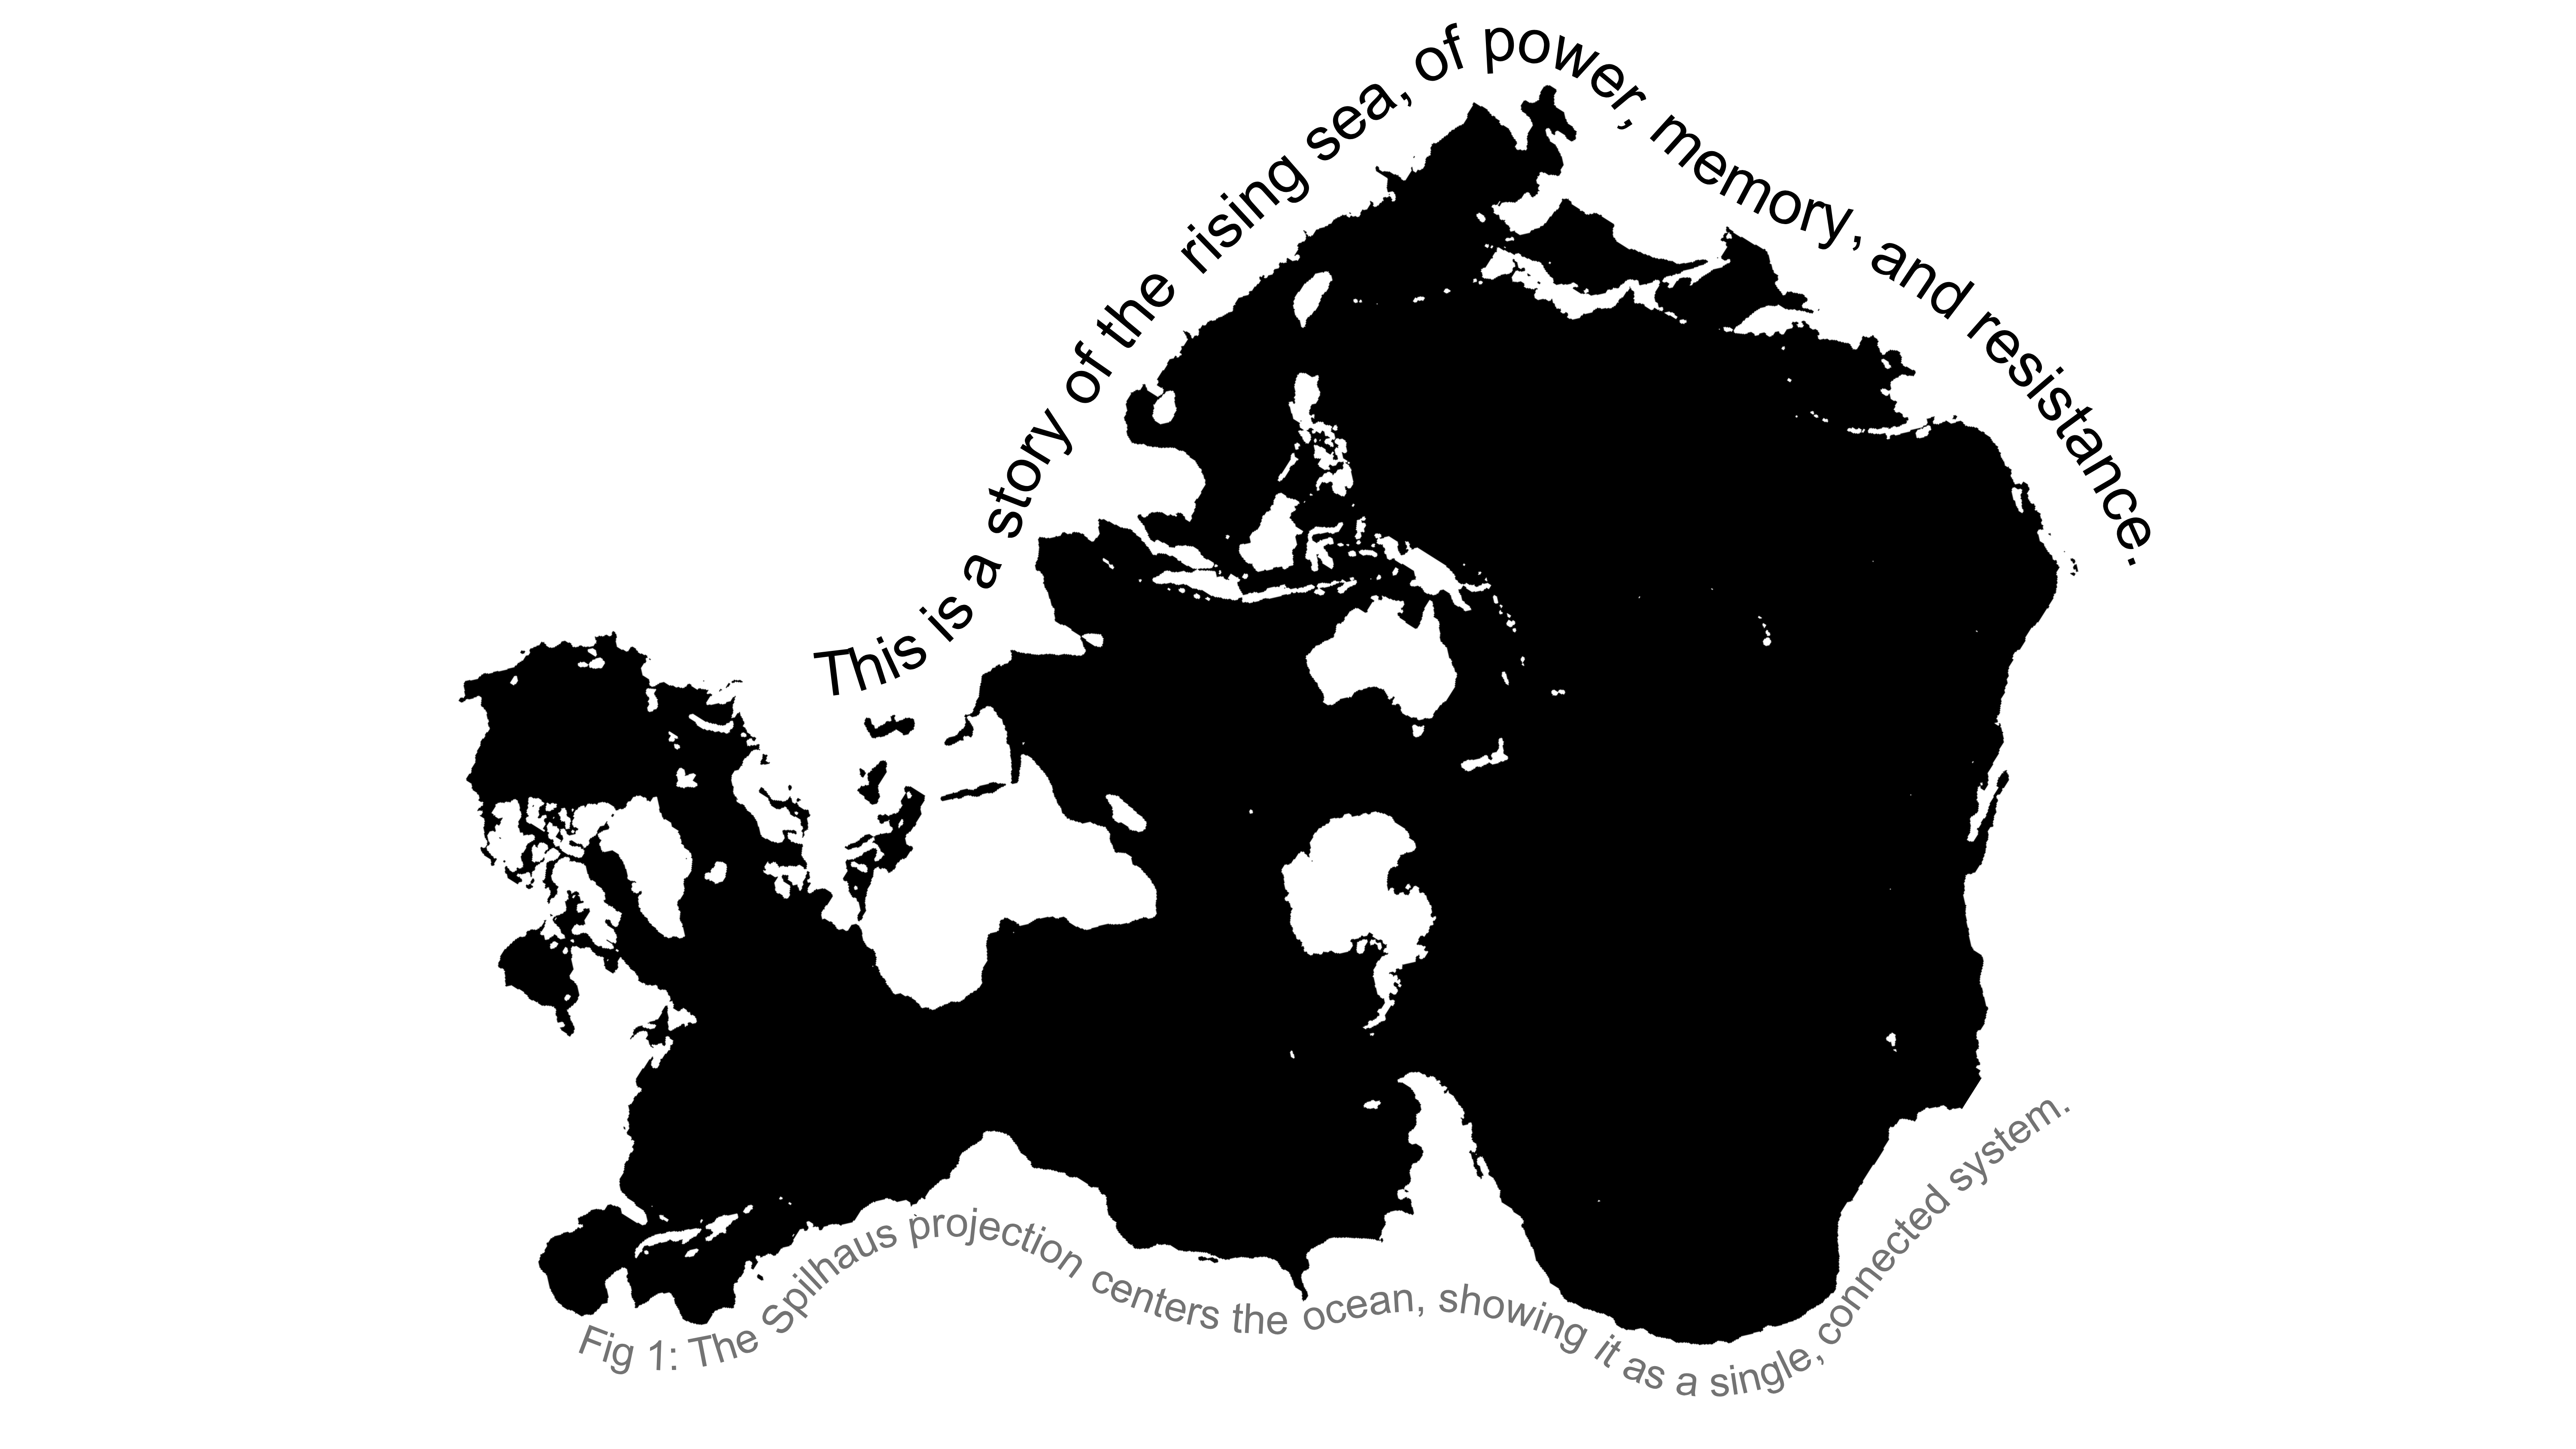 This is a story of the rising sea, of power, memory, and resistance.
Fig 1: The Spilhaus projection centers the ocean, showing it as a single, connected system.